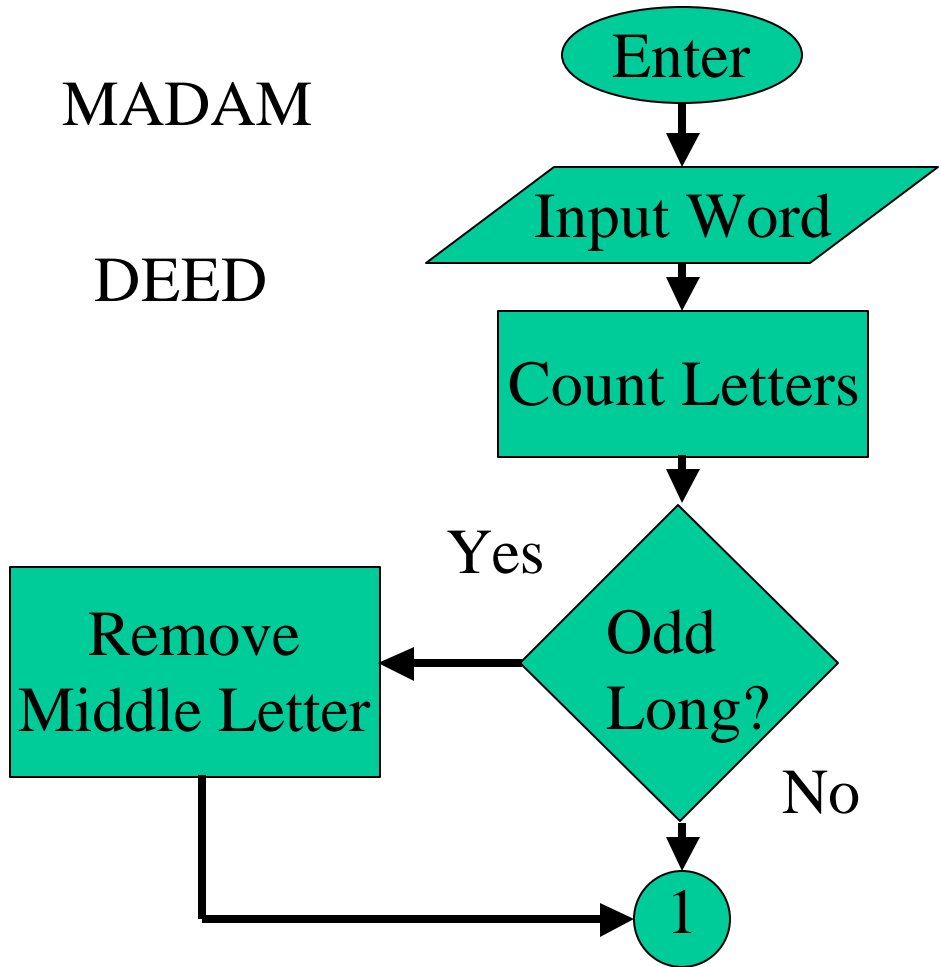 Enter
MADAM
Input Word
DEED
Count Letters
Yes
Odd
Long?
Remove
Middle Letter
No
1